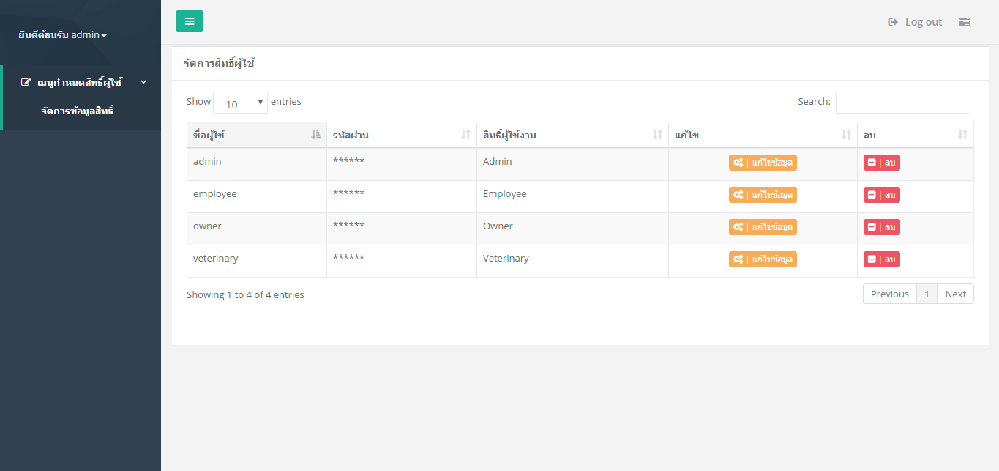 ยินดีต้อนรับ admin
Log out
เมนูกำหนดสิทธิ์ผู้ใช้
จัดการข้อมูลสิทธิ์
จัดการสิทธิ์ผู้ใช้
Show 10 entries
Search:
ชื่อผู้ใช้ รหัสผ่าน สิทธิ์ผู้ใช้งาน แก้ไข ลบ
admin ****** Admin | แก้ไขข้อมูล | ลบ
employee ****** Employee | แก้ไขข้อมูล | ลบ
owner ****** Owner | แก้ไขข้อมูล | ลบ
veterinary ****** Veterinary | แก้ไขข้อมูล | ลบ
Showing 1 to 4 of 4 entries
Previous 1 Next